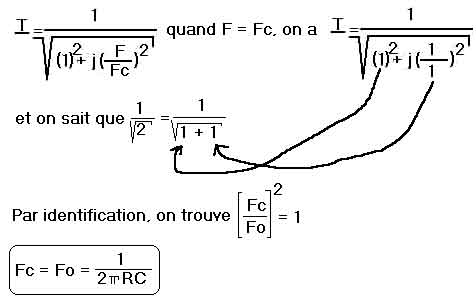 T = 1 / √((1)² + j(F/Fc)²) quand F = Fc, on a T = 1 / √((1)² + j(1/1)²)
et on sait que 1/√2 = 1/√(1 + 1)
Par identification, on trouve [Fc/Fo]² = 1
Fc = Fo = 1/2πRC